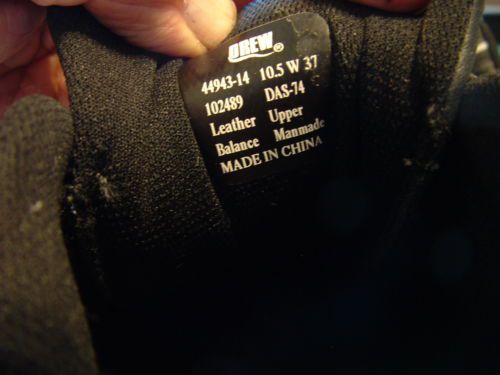 DREW®
44943-14 10.5 W 37
102489 DAS-74
Leather Upper
Balance Manmade
MADE IN CHINA